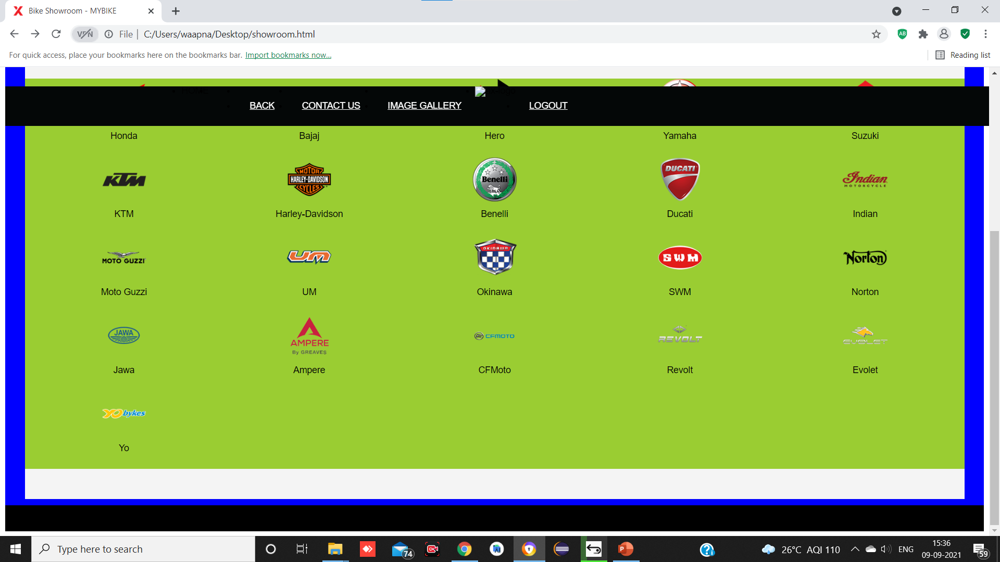 Bike Showroom - MYBIKE
VPN File | C:/Users/waapna/Desktop/showroom.html AB
For quick access, place your bookmarks here on the bookmarks bar. Import bookmarks now... Reading list
HOME
BACK CONTACT US IMAGE GALLERY LOGOUT
Honda Bajaj Hero Yamaha Suzuki
KTM MOTOR HARLEY-DAVIDSON CYCLES Benelli DUCATI Indian MOTORCYCLE
KTM Harley-Davidson Benelli Ducati Indian
MOTO GUZZI UM OKINAWA SWM Norton
Moto Guzzi UM Okinawa SWM Norton
JAWA AMPERE By GREAVES CFMOTO REVOLT EVOLET
Jawa Ampere CFMoto Revolt Evolet
YObykes
Yo
Type here to search 74 P 26°C AQI 110 ENG 15:36 09-09-2021 59